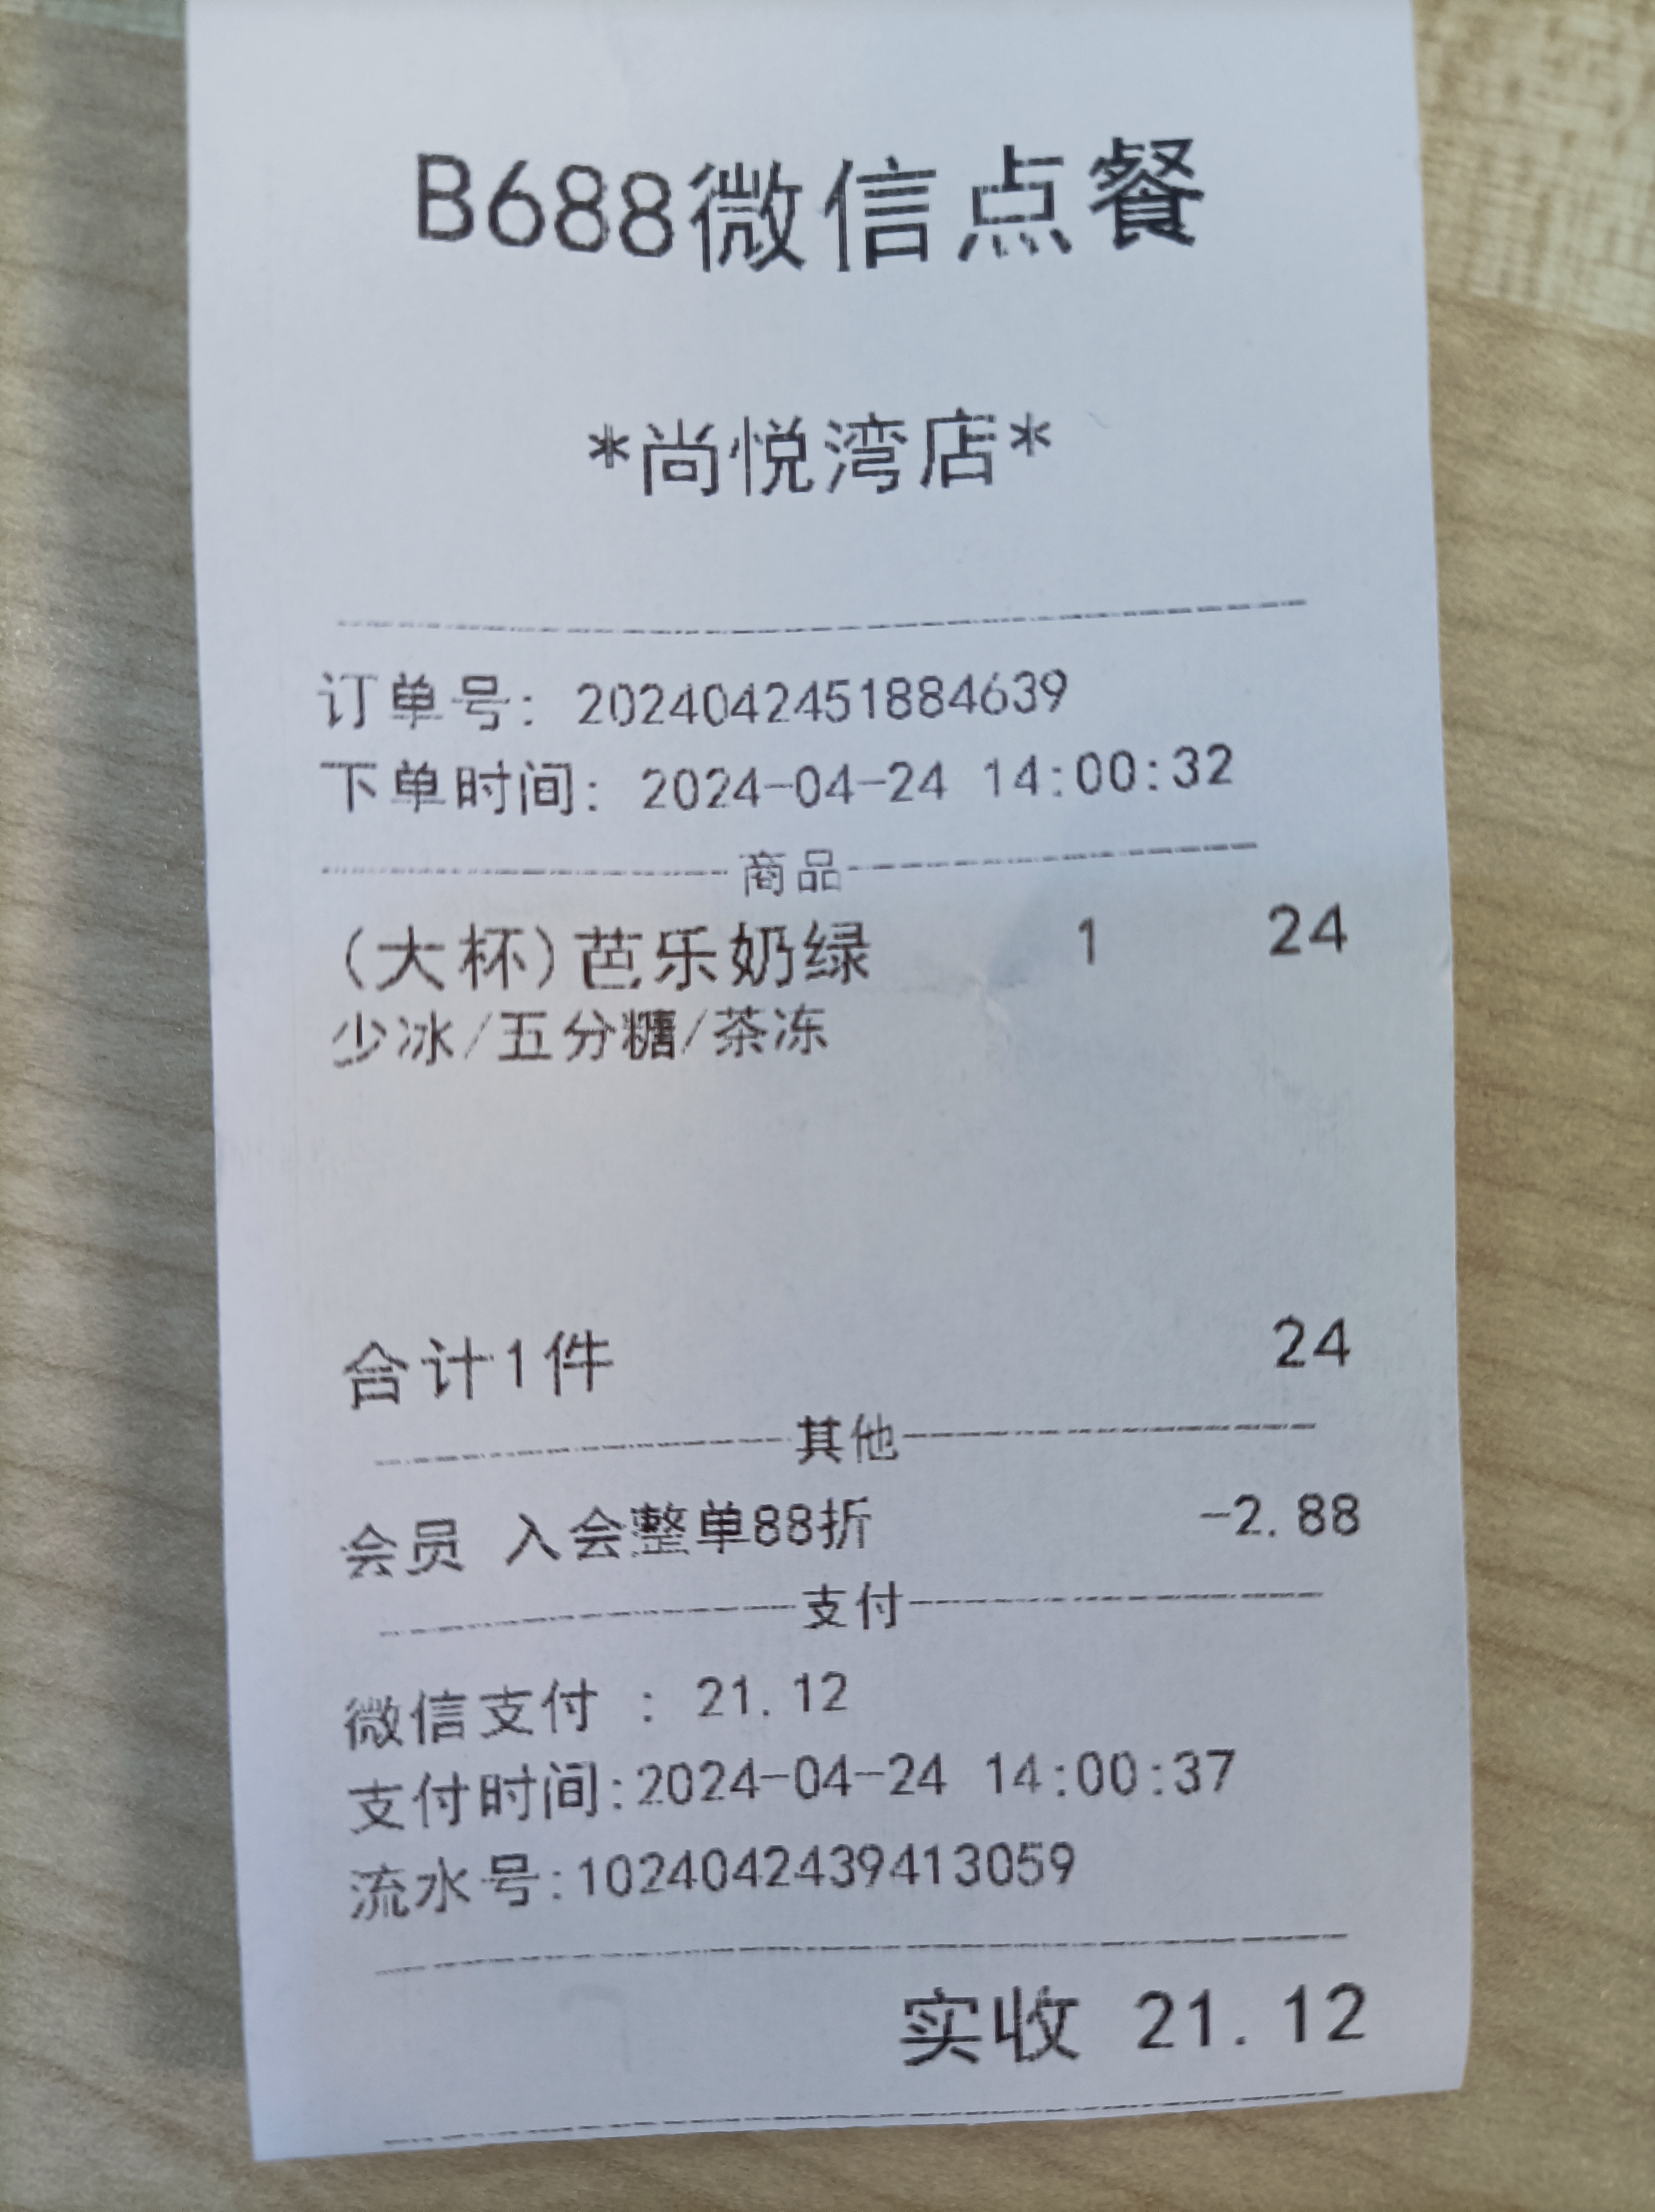 B688微信点餐
*尚悦湾店*
订单号: 2024042451884639
下单时间: 2024-04-24 14:00:32
商品
(大杯)芭乐奶绿 1 24
少冰/五分糖/茶冻
合计1件 24
其他
会员 入会整单88折 -2.88
支付
微信支付 : 21.12
支付时间:2024-04-24 14:00:37
流水号:1024042439413059
实收 21.12